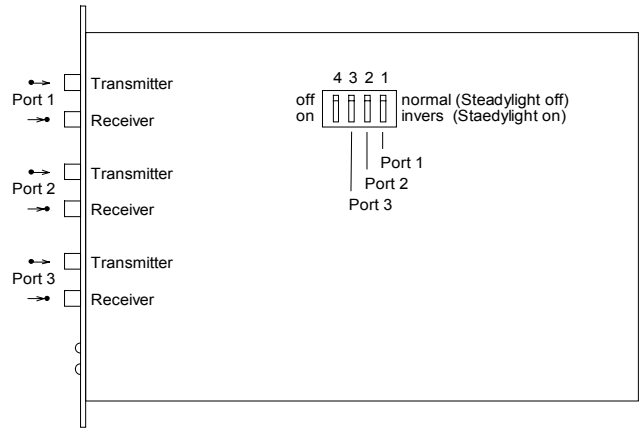 4 3 2 1
off normal (Steadylight off)
on invers (Staedylight on)
Port 1
Port 2
Port 3
Transmitter
Port 1
Receiver
Transmitter
Port 2
Receiver
Transmitter
Port 3
Receiver